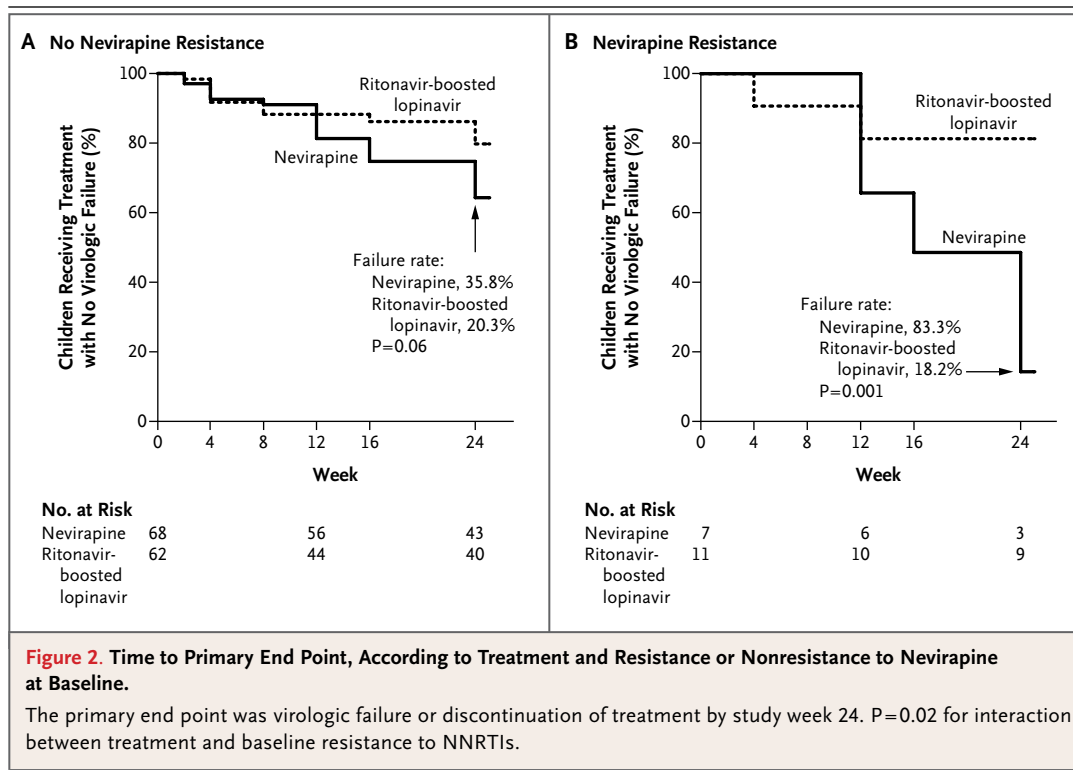 A No Nevirapine Resistance
Children Receiving Treatment
with No Virologic Failure (%)
100
80
60
40
20
0
Ritonavir-boosted
lopinavir
Nevirapine
Failure rate:
Nevirapine, 35.8%
Ritonavir-boosted
lopinavir, 20.3%
P=0.06
0 4 8 12 16 24
Week
No. at Risk
Nevirapine 68 56 43
Ritonavir- 62 44 40
boosted
lopinavir
B Nevirapine Resistance
Children Receiving Treatment
with No Virologic Failure (%)
100
80
60
40
20
0
Ritonavir-boosted
lopinavir
Nevirapine
Failure rate:
Nevirapine, 83.3%
Ritonavir-boosted
lopinavir, 18.2%
P=0.001
0 4 8 12 16 24
Week
No. at Risk
Nevirapine 7 6 3
Ritonavir- 11 10 9
boosted
lopinavir
Figure 2. Time to Primary End Point, According to Treatment and Resistance or Nonresistance to Nevirapine
at Baseline.
The primary end point was virologic failure or discontinuation of treatment by study week 24. P=0.02 for interaction
between treatment and baseline resistance to NNRTIs.